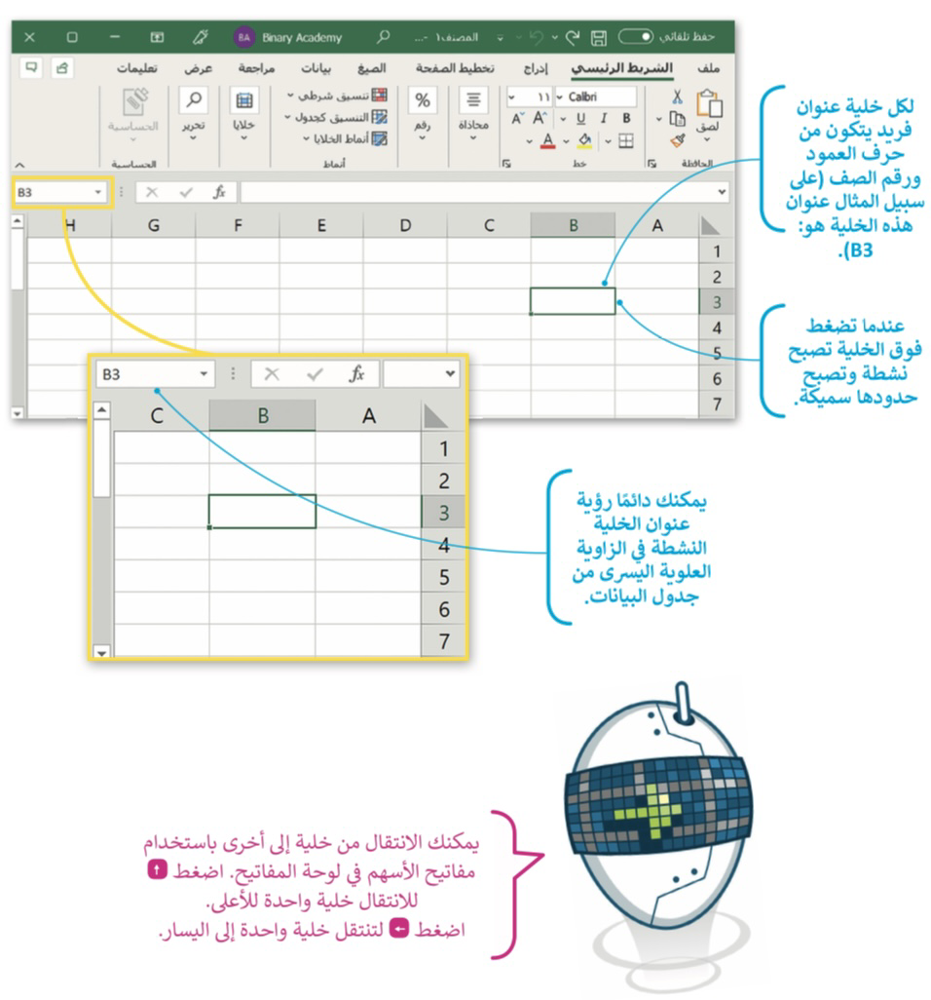 حفظ تلقائي المصنف١ -... Binary Academy BA
ملف الشريط الرئيسي إدراج تخطيط الصفحة الصيغ بيانات مراجعة عرض تعليمات
لصق
الحافظة
Calibri ١١
B I U A A
A
خط
محاذاة
%
رقم
تنسيق شرطي
التنسيق كجدول
أنماط الخلايا
أنماط
خلايا
تحرير
الحساسية
الحساسية
B3 fx
H G F E D C B A
1
2
3
4
5
6
7
لكل خلية عنوان
فريد يتكون من
حرف العمود
ورقم الصف (على
سبيل المثال عنوان
هذه الخلية هو:
B3).
عندما تضغط
فوق الخلية تصبح
نشطة وتصبح
حدودها سميكة.
B3 fx
C B A
1
2
3
4
5
6
7
يمكنك دائمًا رؤية
عنوان الخلية
النشطة في الزاوية
العلوية اليسرى من
جدول البيانات.
يمكنك الانتقال من خلية إلى أخرى باستخدام
مفاتيح الأسهم في لوحة المفاتيح. اضغط ↑
للانتقال خلية واحدة للأعلى.
اضغط ← لتنتقل خلية واحدة إلى اليسار.